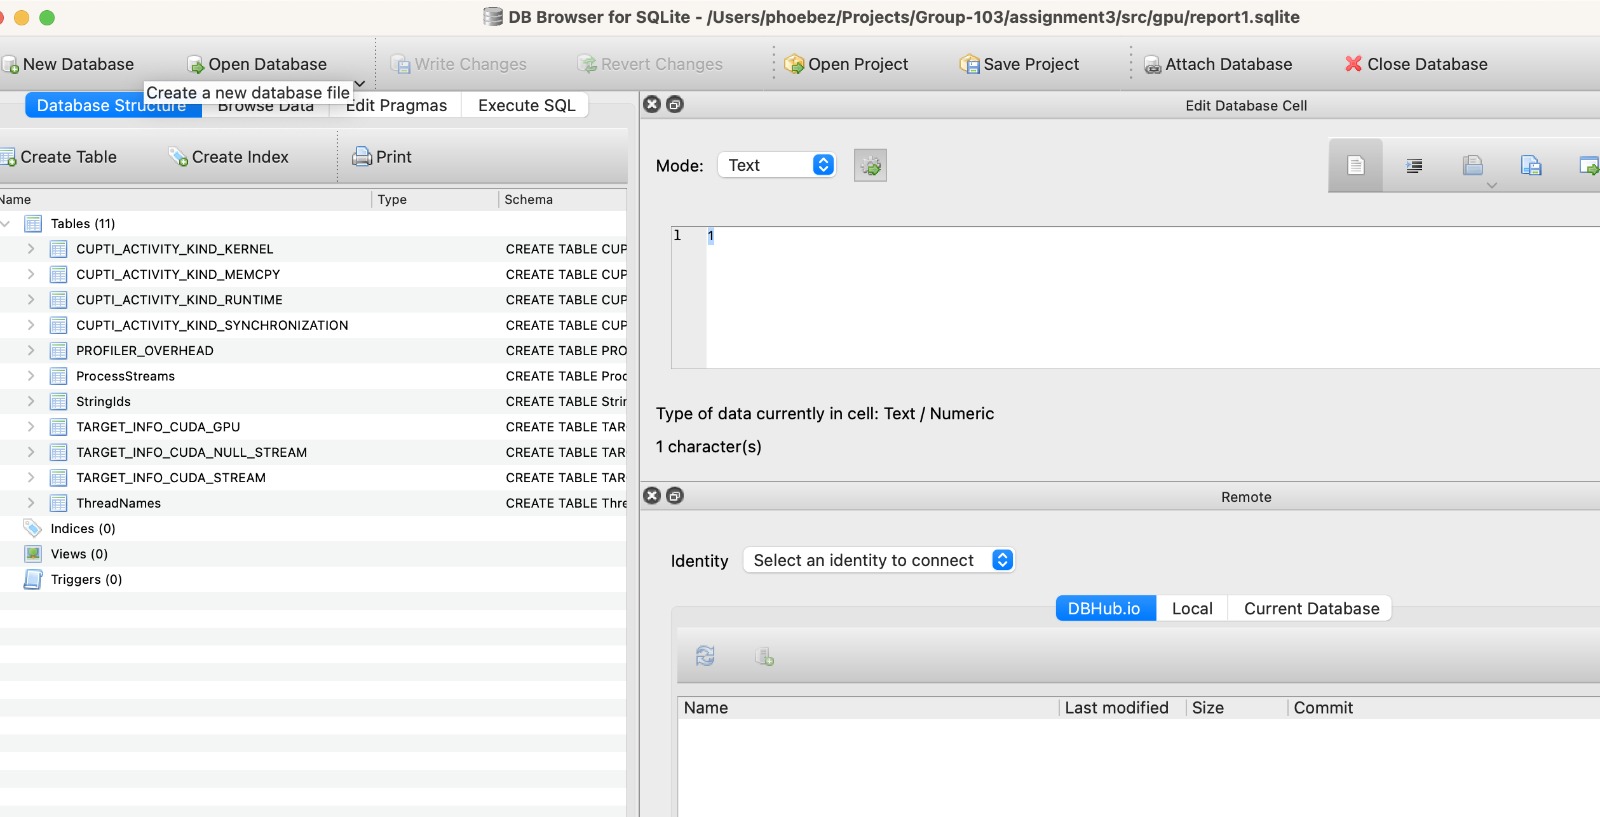 DB Browser for SQLite - /Users/phoebez/Projects/Group-103/assignment3/src/gpu/report1.sqlite
New Database Open Database Write Changes Revert Changes Open Project Save Project Attach Database Close Database
Create a new database file
Database Structure Browse Data Edit Pragmas Execute SQL
Create Table Create Index Print
Name Type Schema
Tables (11)
CUPTI_ACTIVITY_KIND_KERNEL CREATE TABLE CUP
CUPTI_ACTIVITY_KIND_MEMCPY CREATE TABLE CUP
CUPTI_ACTIVITY_KIND_RUNTIME CREATE TABLE CUP
CUPTI_ACTIVITY_KIND_SYNCHRONIZATION CREATE TABLE CUP
PROFILER_OVERHEAD CREATE TABLE PRO
ProcessStreams CREATE TABLE Proc
StringIds CREATE TABLE Strin
TARGET_INFO_CUDA_GPU CREATE TABLE TAR
TARGET_INFO_CUDA_NULL_STREAM CREATE TABLE TAR
TARGET_INFO_CUDA_STREAM CREATE TABLE TAR
ThreadNames CREATE TABLE Thre
Indices (0)
Views (0)
Triggers (0)
Edit Database Cell
Mode: Text
1 1
Type of data currently in cell: Text / Numeric
1 character(s)
Remote
Identity Select an identity to connect
DBHub.io Local Current Database
Name Last modified Size Commit